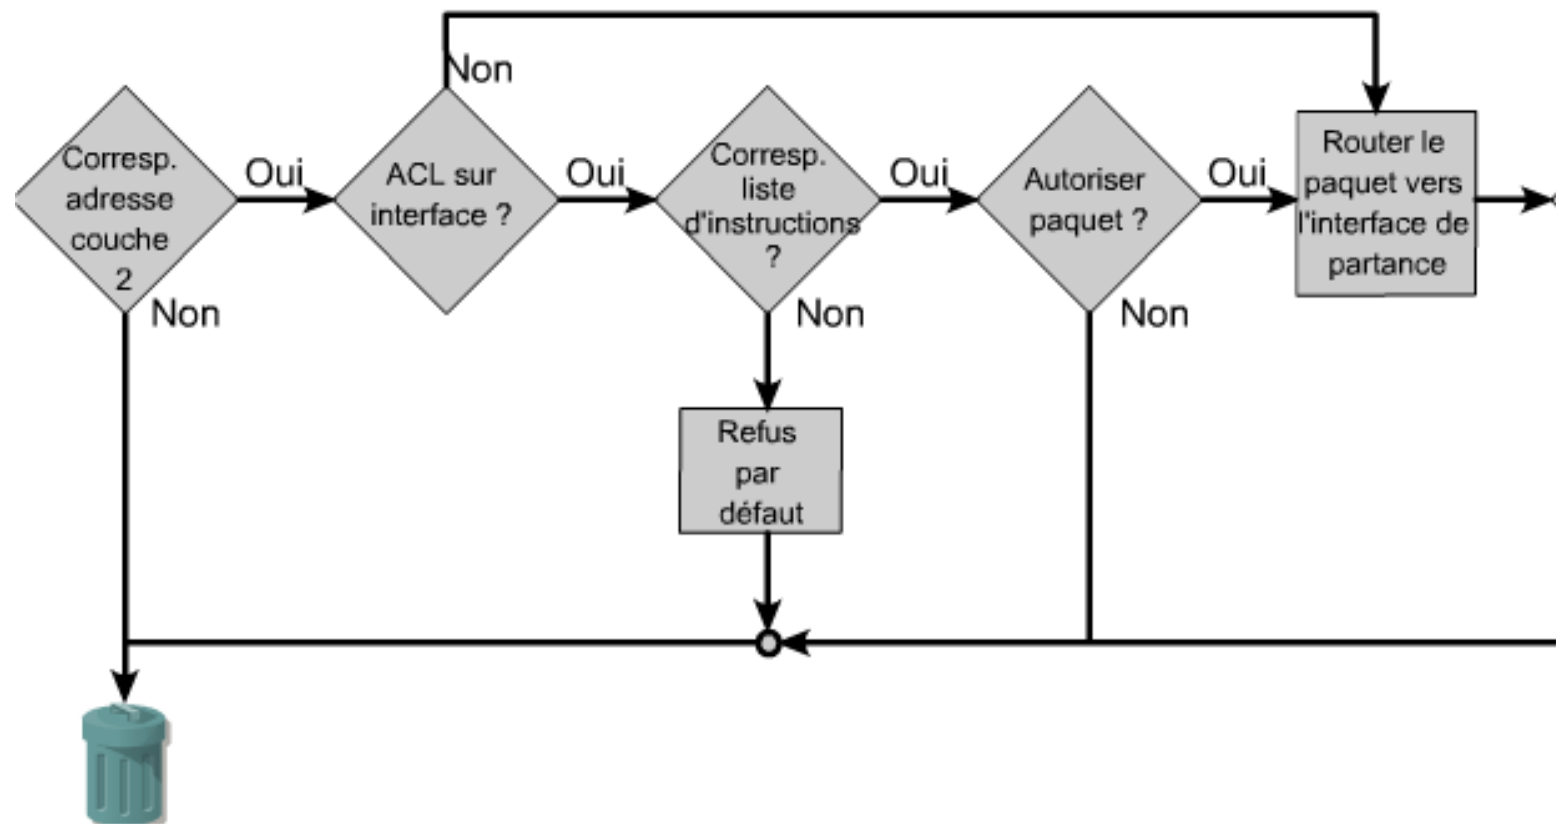 Non
Corresp.
adresse
couche
2
Oui
Non
ACL sur
interface ?
Oui
Corresp.
liste
d'instructions
?
Oui
Non
Autoriser
paquet ?
Oui
Non
Router le
paquet vers
l'interface de
partance
Refus
par
défaut